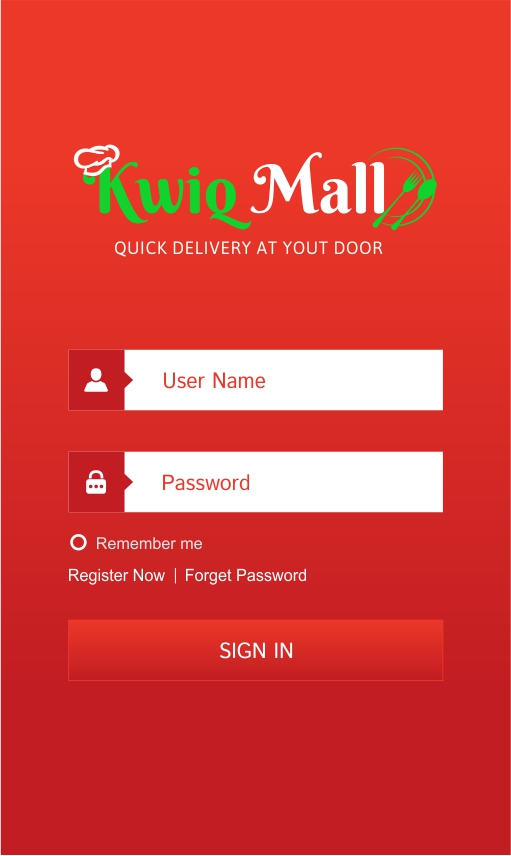 Kwiq Mall
QUICK DELIVERY AT YOUT DOOR
User Name
Password
Remember me
Register Now | Forget Password
SIGN IN